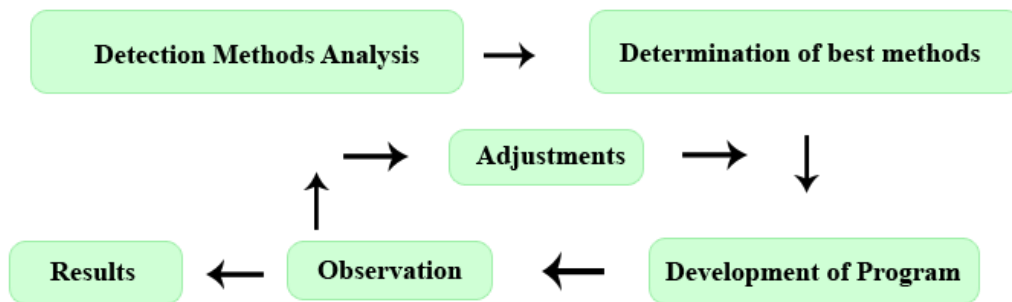 Detection Methods Analysis
Determination of best methods
Adjustments
Results
Observation
Development of Program